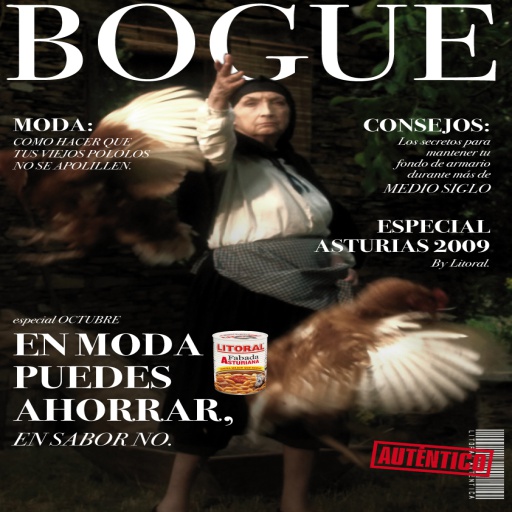 BOGUE
MODA:
COMO HACER QUE
TUS VIEJOS POLOLOS
NO SE APOLILLEN.
CONSEJOS:
Los secretos para
mantener tu
fondo de armario
durante más de
MEDIO SIGLO
ESPECIAL
ASTURIAS 2009
By Litoral.
especial OCTUBRE
EN MODA
PUEDES
AHORRAR,
EN SABOR NO.
LITORAL
Fabada
ASTURIANA
AUTÉNTICO